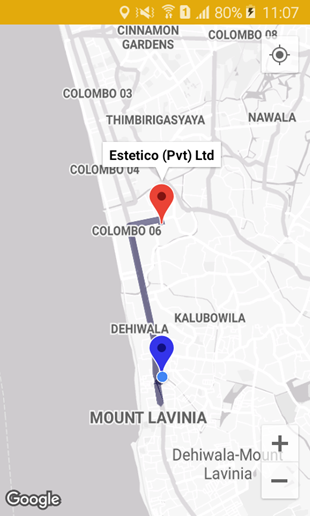 80% 11:07
CINNAMON
GARDENS
COLOMBO 08
COLOMBO 03
THIMBIRIGASYAYA
NAWALA
Estetico (Pvt) Ltd
COLOMBO 04
COLOMBO 06
KALUBOWILA
DEHIWALA
MOUNT LAVINIA
Dehiwala-Mount
Lavinia
Google